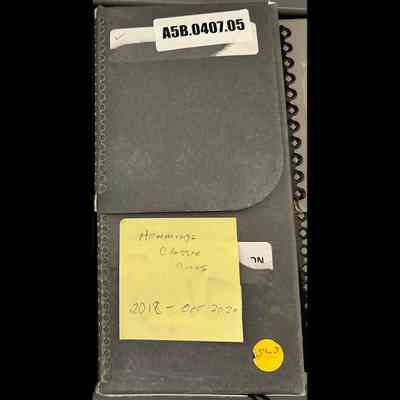 A5B.0407.05
Hemmings
Classic
Cars
2018 - Oct 2020